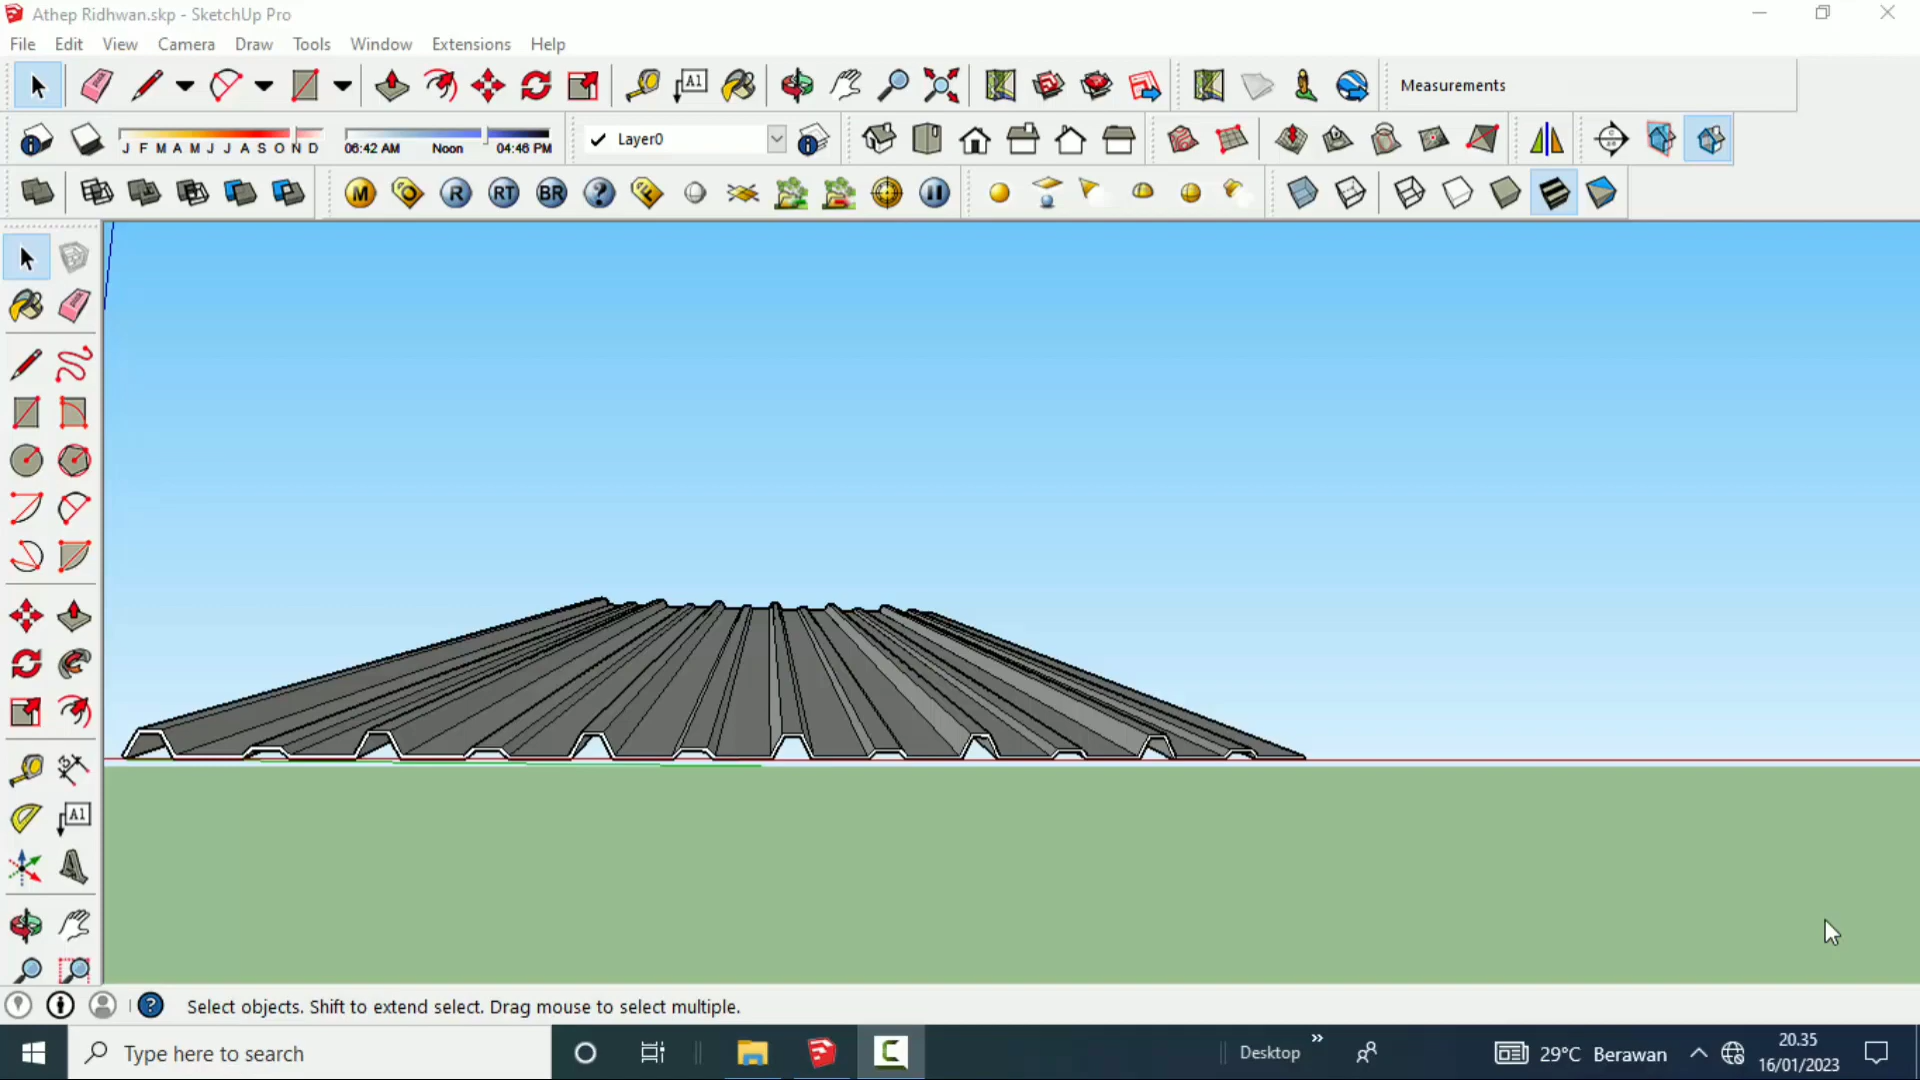 Athep Ridhwan.skp - SketchUp Pro
File Edit View Camera Draw Tools Window Extensions Help
A1
Measurements
J F M A M J J A S O N D
06:42 AM Noon 04:46 PM
Layer0
M O R RT BR ? F
A1
Select objects. Shift to extend select. Drag mouse to select multiple.
Type here to search
Desktop
29°C Berawan
20.35
16/01/2023